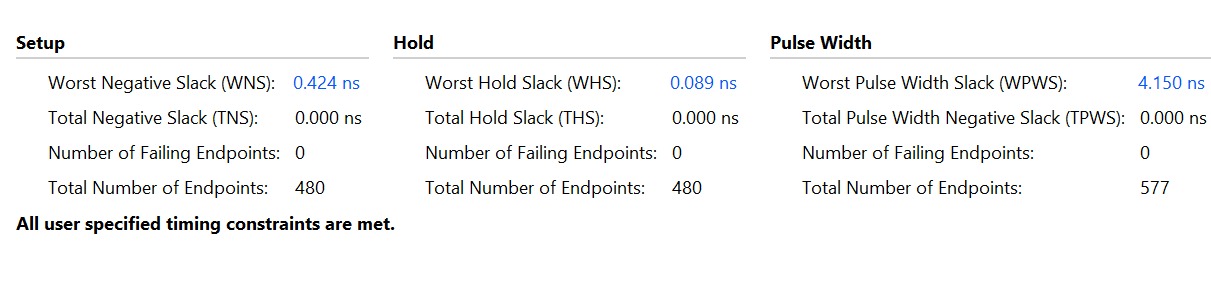 Setup
Worst Negative Slack (WNS): 0.424 ns
Total Negative Slack (TNS): 0.000 ns
Number of Failing Endpoints: 0
Total Number of Endpoints: 480
Hold
Worst Hold Slack (WHS): 0.089 ns
Total Hold Slack (THS): 0.000 ns
Number of Failing Endpoints: 0
Total Number of Endpoints: 480
Pulse Width
Worst Pulse Width Slack (WPWS): 4.150 ns
Total Pulse Width Negative Slack (TPWS): 0.000 ns
Number of Failing Endpoints: 0
Total Number of Endpoints: 577
All user specified timing constraints are met.